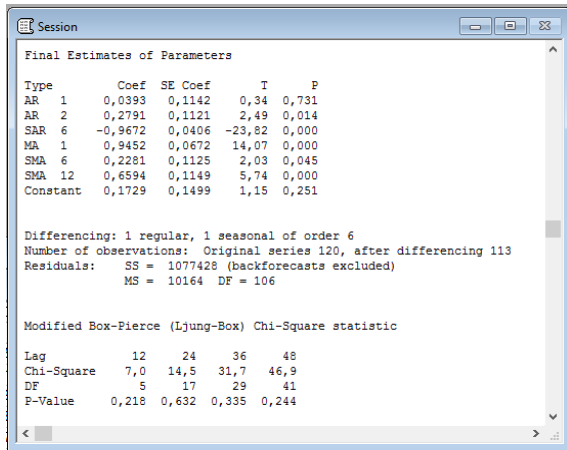 Session
Final Estimates of Parameters
Type Coef SE Coef T P
AR 1 0,0393 0,1142 0,34 0,731
AR 2 0,2791 0,1121 2,49 0,014
SAR 6 -0,9672 0,0406 -23,82 0,000
MA 1 0,9452 0,0672 14,07 0,000
SMA 6 0,2281 0,1125 2,03 0,045
SMA 12 0,6594 0,1149 5,74 0,000
Constant 0,1729 0,1499 1,15 0,251
Differencing: 1 regular, 1 seasonal of order 6
Number of observations: Original series 120, after differencing 113
Residuals: SS = 1077428 (backforecasts excluded)
MS = 10164 DF = 106
Modified Box-Pierce (Ljung-Box) Chi-Square statistic
Lag 12 24 36 48
Chi-Square 7,0 14,5 31,7 46,9
DF 5 17 29 41
P-Value 0,218 0,632 0,335 0,244